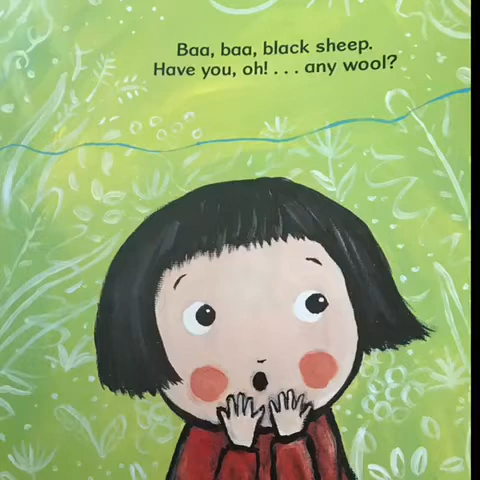 Baa, baa, black sheep.
Have you, oh! . . . any wool?